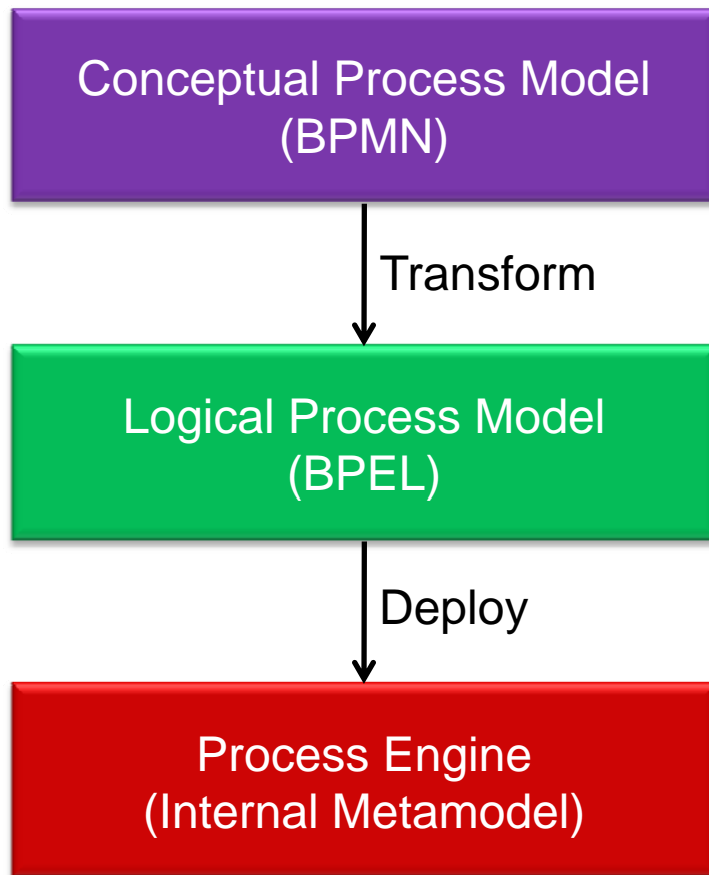 Conceptual Process Model
(BPMN)
Transform
Logical Process Model
(BPEL)
Deploy
Process Engine
(Internal Metamodel)